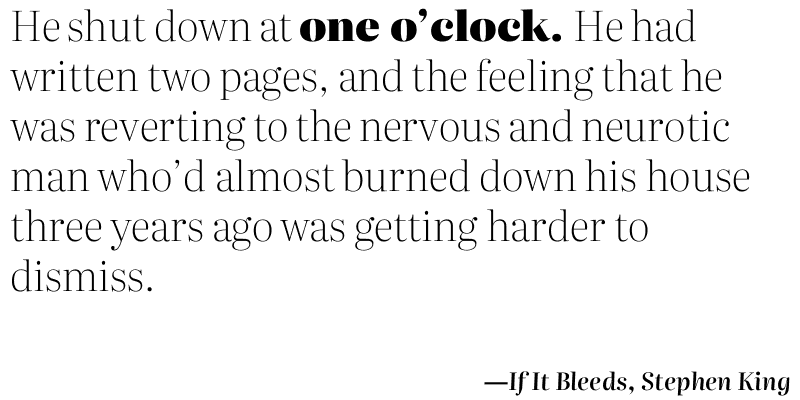 He shut down at one o’clock. He had
written two pages, and the feeling that he
was reverting to the nervous and neurotic
man who’d almost burned down his house
three years ago was getting harder to
dismiss.
—If It Bleeds, Stephen King